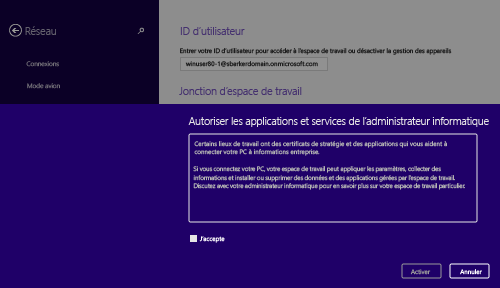 Réseau
Connexions
Mode avion
ID d'utilisateur
Entrer votre ID d'utilisateur pour accéder à l'espace de travail ou désactiver la gestion des appareils
winuser60-1@sbarkerdomain.onmicrosoft.com
Jonction d'espace de travail
Autoriser les applications et services de l'administrateur informatique
Certains lieux de travail ont des certificats de stratégie et des applications qui vous aident à
connecter votre PC à informations entreprise.
Si vous connectez votre PC, votre espace de travail peut appliquer les paramètres, collecter des
informations et installer ou supprimer des données et des applications gérées par l'espace de travail.
Discutez avec votre administrateur informatique pour en savoir plus sur votre espace de travail particulier.
J'accepte
Activer
Annuler